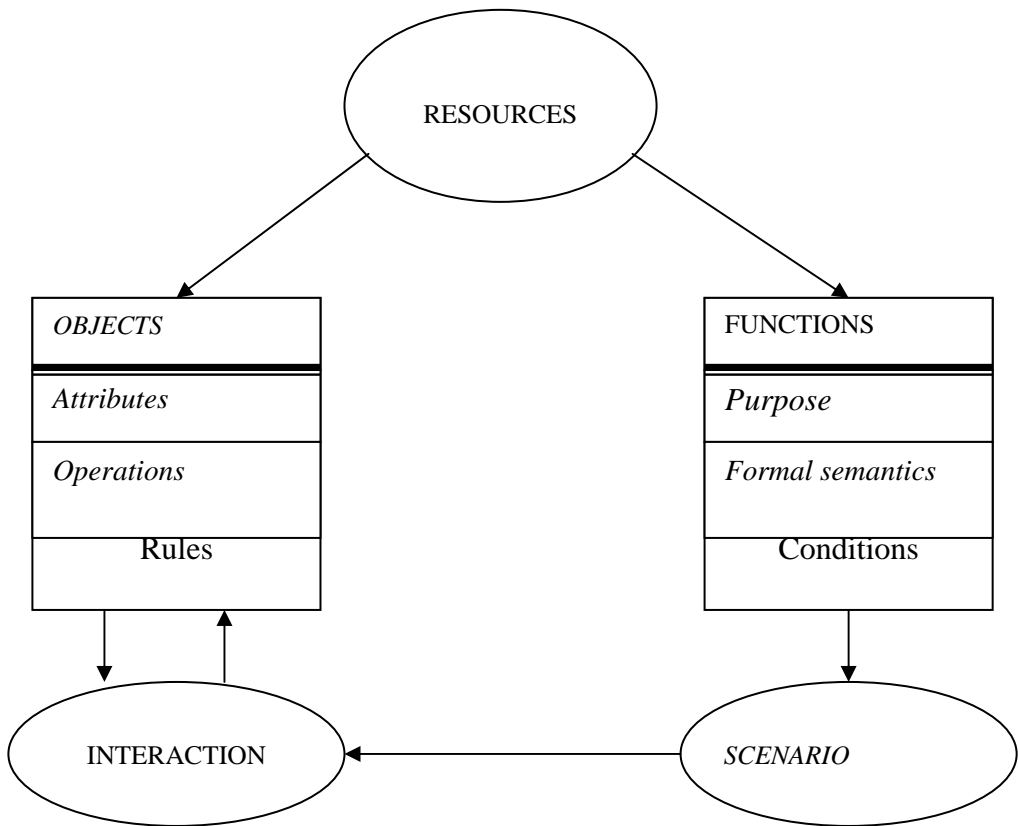 RESOURCES
OBJECTS
Attributes
Operations
Rules
FUNCTIONS
Purpose
Formal semantics
Conditions
INTERACTION
SCENARIO